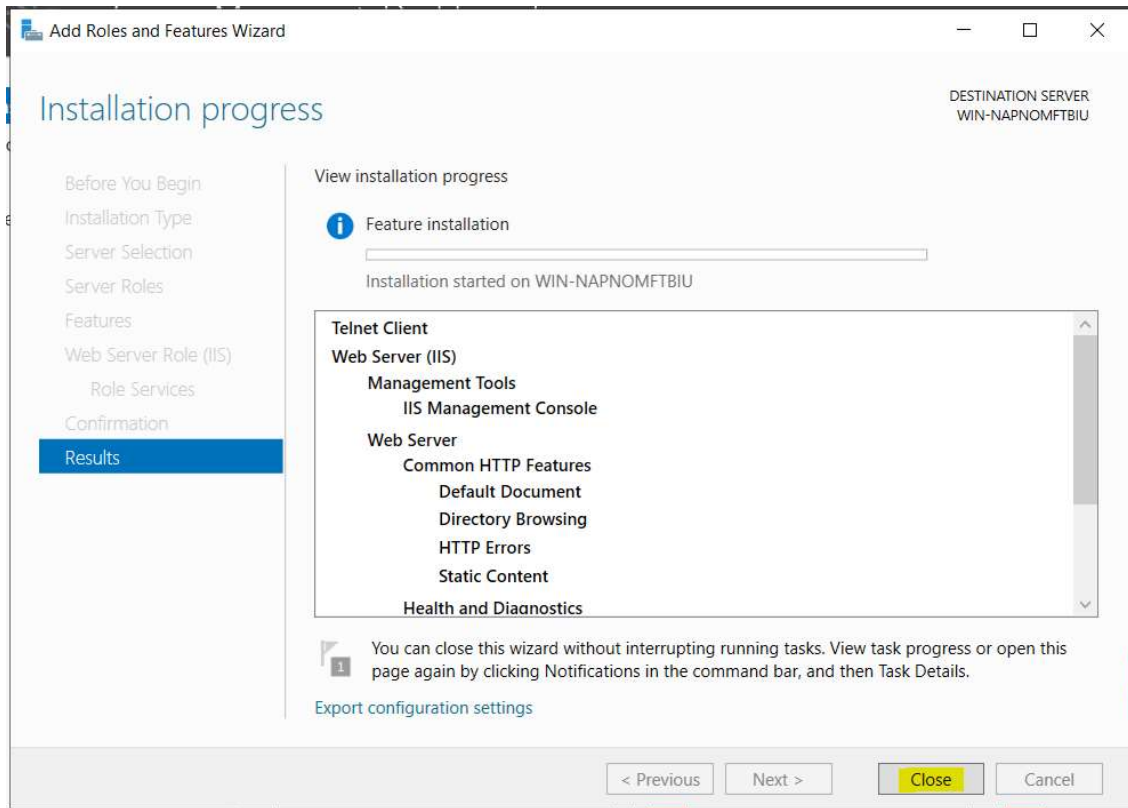 Add Roles and Features Wizard
Installation progress
DESTINATION SERVER
WIN-NAPNOMFTBIU
Before You Begin
Installation Type
Server Selection
Server Roles
Features
Web Server Role (IIS)
Role Services
Confirmation
Results
View installation progress
Feature installation
Installation started on WIN-NAPNOMFTBIU
Telnet Client
Web Server (IIS)
Management Tools
IIS Management Console
Web Server
Common HTTP Features
Default Document
Directory Browsing
HTTP Errors
Static Content
Health and Diagnostics
1
You can close this wizard without interrupting running tasks. View task progress or open this
page again by clicking Notifications in the command bar, and then Task Details.
Export configuration settings
< Previous
Next >
Close
Cancel